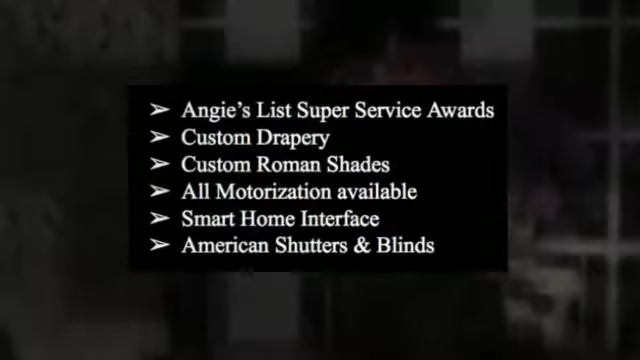 ➢ Angie's List Super Service Awards
➢ Custom Drapery
➢ Custom Roman Shades
➢ All Motorization available
➢ Smart Home Interface
➢ American Shutters & Blinds